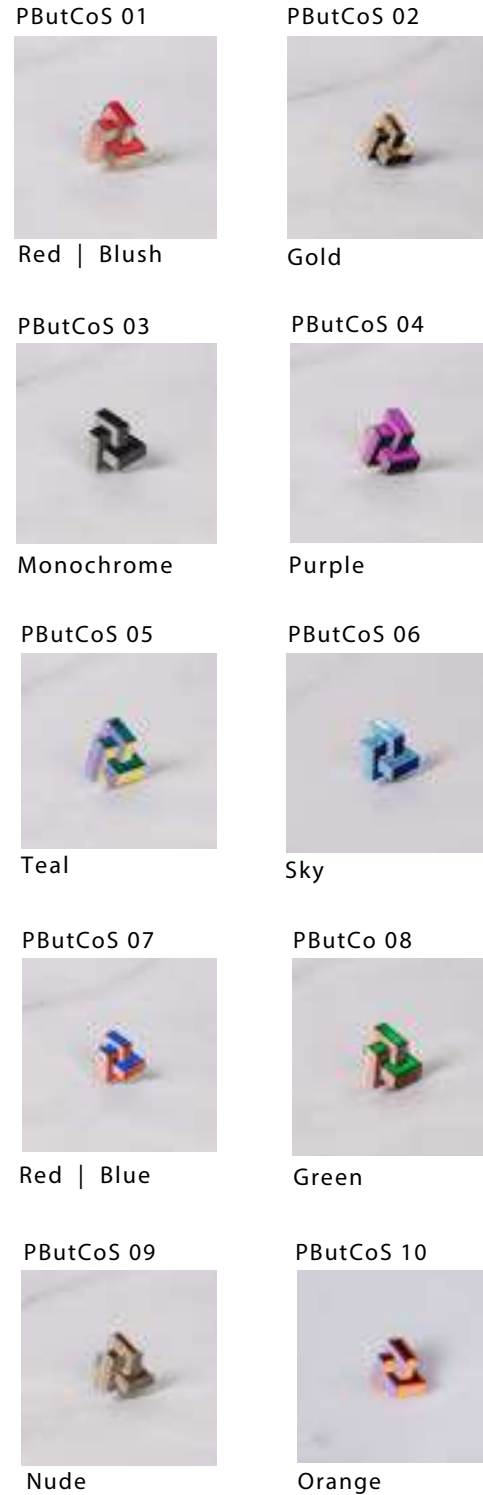 PButCoS 01
PButCoS 02
Red | Blush
Gold
PButCoS 03
PButCoS 04
Monochrome
Purple
PButCoS 05
PButCoS 06
Teal
Sky
PButCoS 07
PButCo 08
Red | Blue
Green
PButCoS 09
PButCoS 10
Nude
Orange